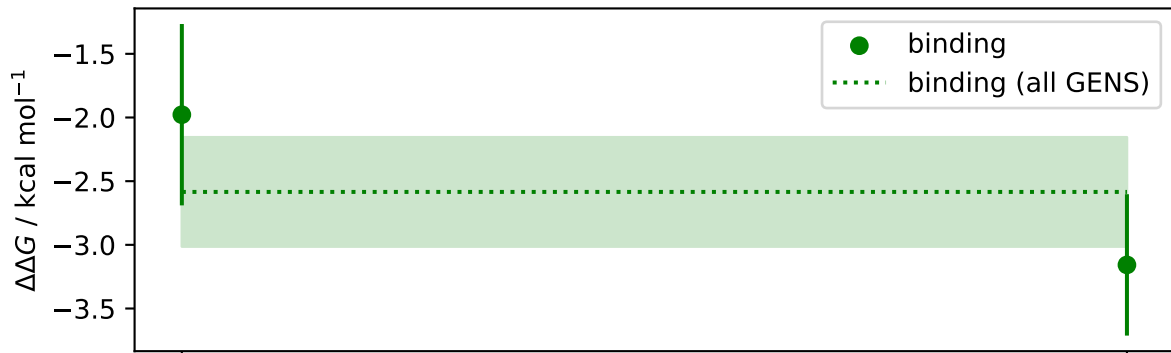 −1.5
−2.0
−2.5
−3.0
−3.5
ΔΔG / kcal mol⁻¹
binding
binding (all GENS)